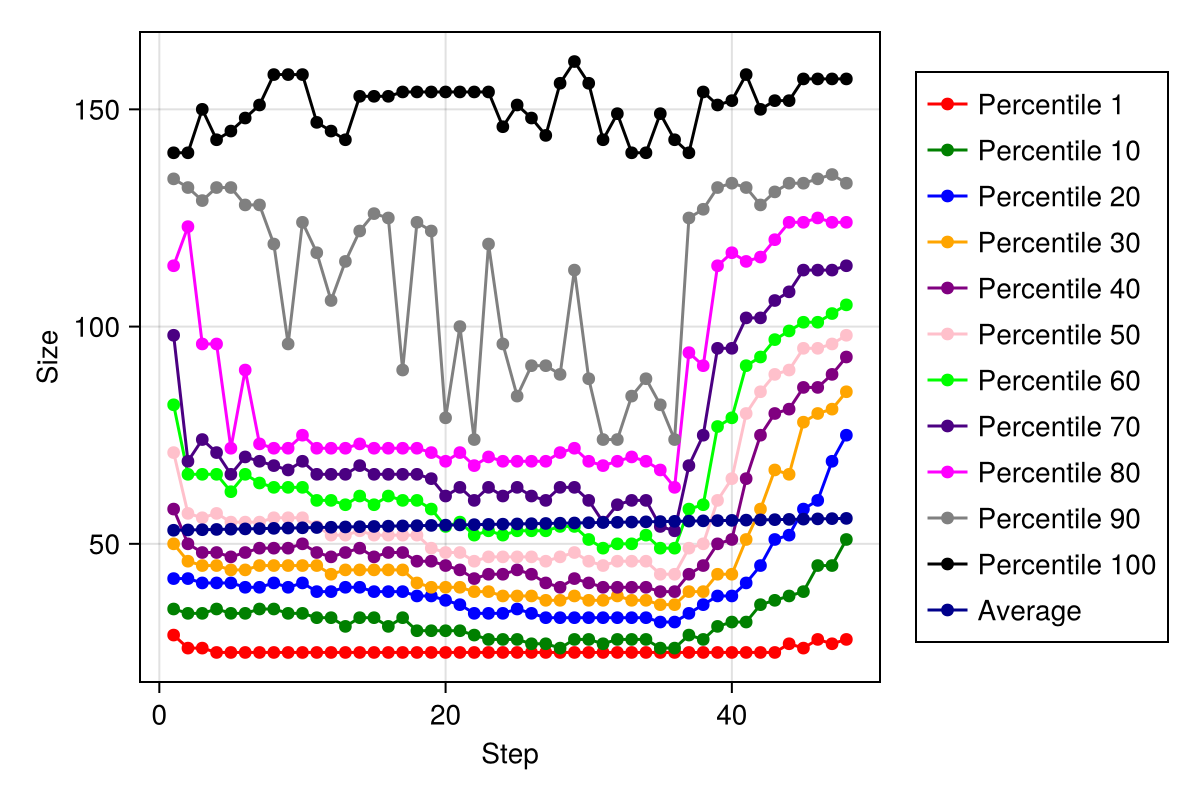 150
100
50
Size
0
20
40
Step
Percentile 1
Percentile 10
Percentile 20
Percentile 30
Percentile 40
Percentile 50
Percentile 60
Percentile 70
Percentile 80
Percentile 90
Percentile 100
Average